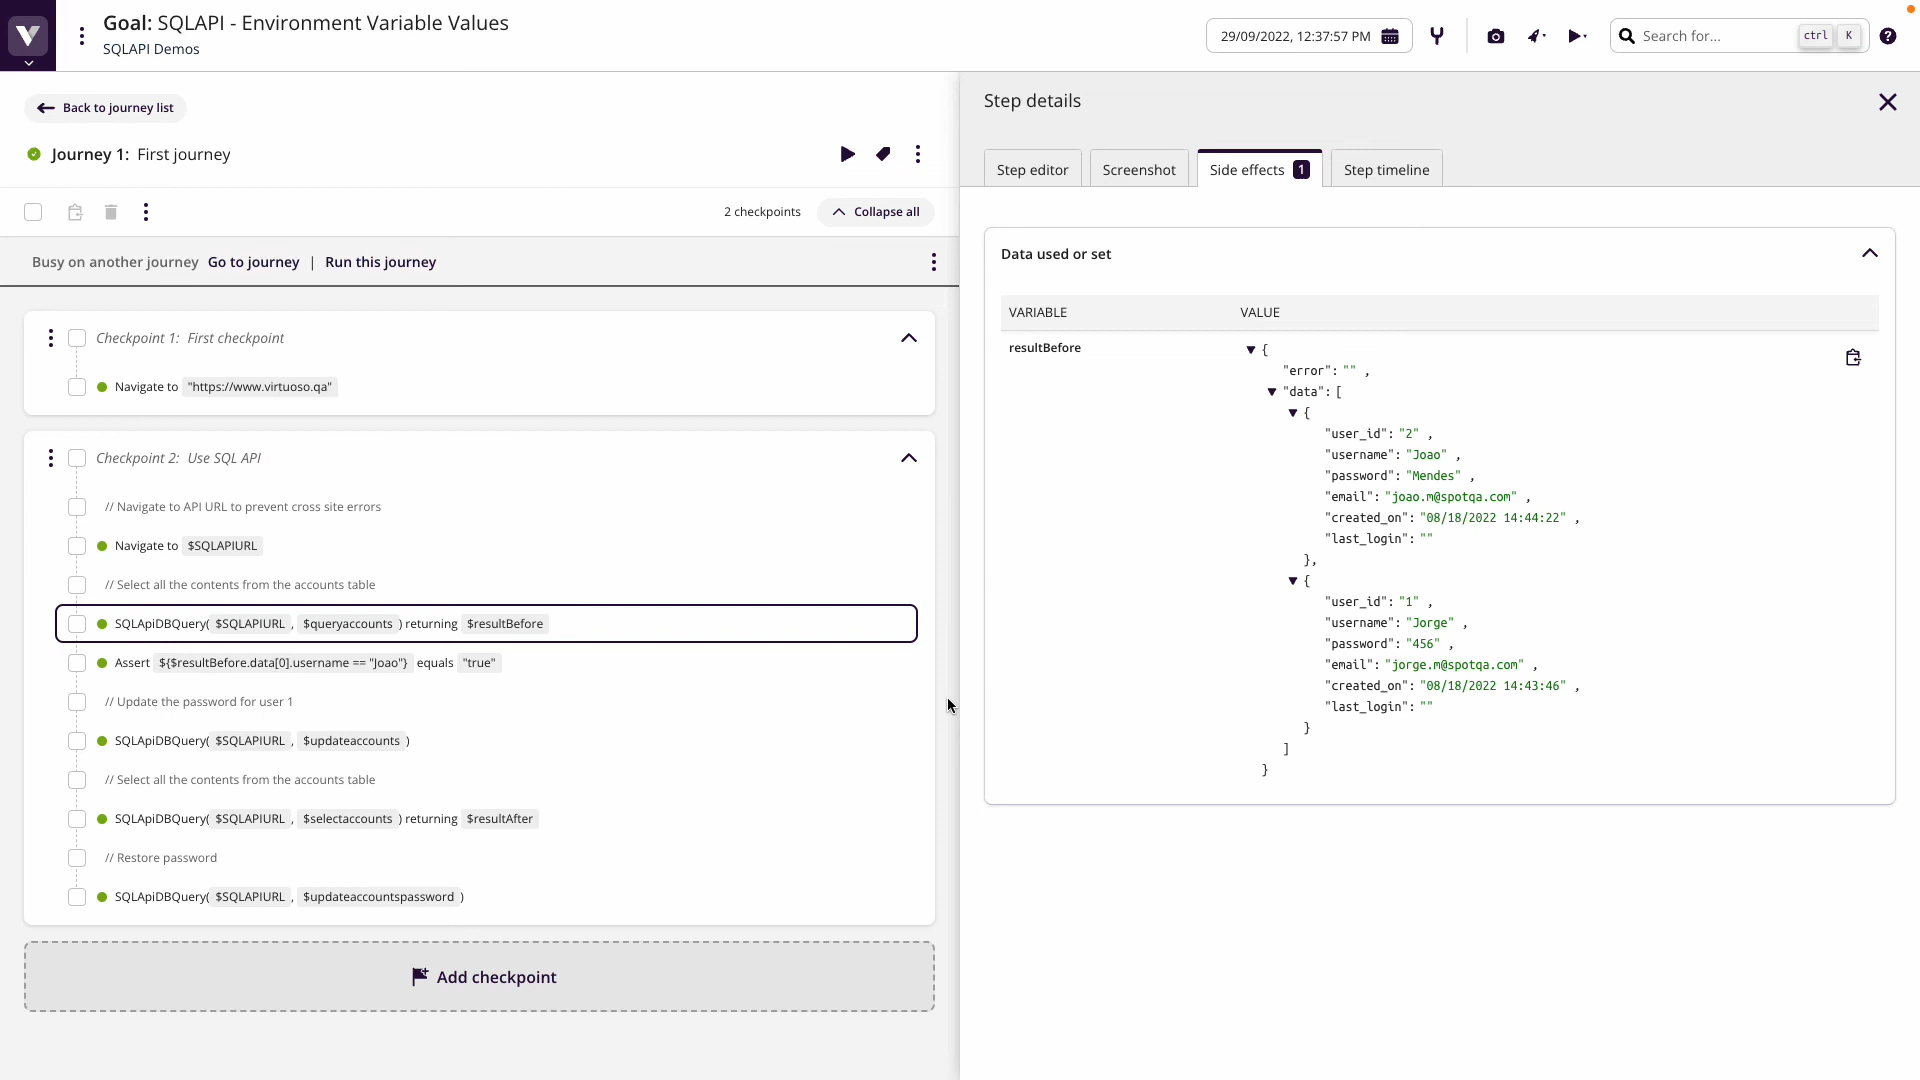 Goal: SQLAPI - Environment Variable Values
SQLAPI Demos
29/09/2022, 12:37:57 PM
Search for...
ctrl K
Back to journey list
Journey 1: First journey
2 checkpoints
Collapse all
Busy on another journey Go to journey | Run this journey
Checkpoint 1: First checkpoint
Navigate to "https://www.virtuoso.qa"
Checkpoint 2: Use SQL API
// Navigate to API URL to prevent cross site errors
Navigate to $SQLAPIURL
// Select all the contents from the accounts table
SQLApiDBQuery( $SQLAPIURL , $queryaccounts ) returning $resultBefore
Assert ${$resultBefore.data[0].username == "Joao"} equals "true"
// Update the password for user 1
SQLApiDBQuery( $SQLAPIURL , $updateaccounts )
// Select all the contents from the accounts table
SQLApiDBQuery( $SQLAPIURL , $selectaccounts ) returning $resultAfter
// Restore password
SQLApiDBQuery( $SQLAPIURL , $updateaccountspassword )
Add checkpoint
Step details
Step editor
Screenshot
Side effects 1
Step timeline
Data used or set
VARIABLE VALUE
resultBefore
{
"error": "" ,
"data": [
{
"user_id": "2" ,
"username": "Joao" ,
"password": "Mendes" ,
"email": "joao.m@spotqa.com" ,
"created_on": "08/18/2022 14:44:22" ,
"last_login": ""
},
{
"user_id": "1" ,
"username": "Jorge" ,
"password": "456" ,
"email": "jorge.m@spotqa.com" ,
"created_on": "08/18/2022 14:43:46" ,
"last_login": ""
}
]
}